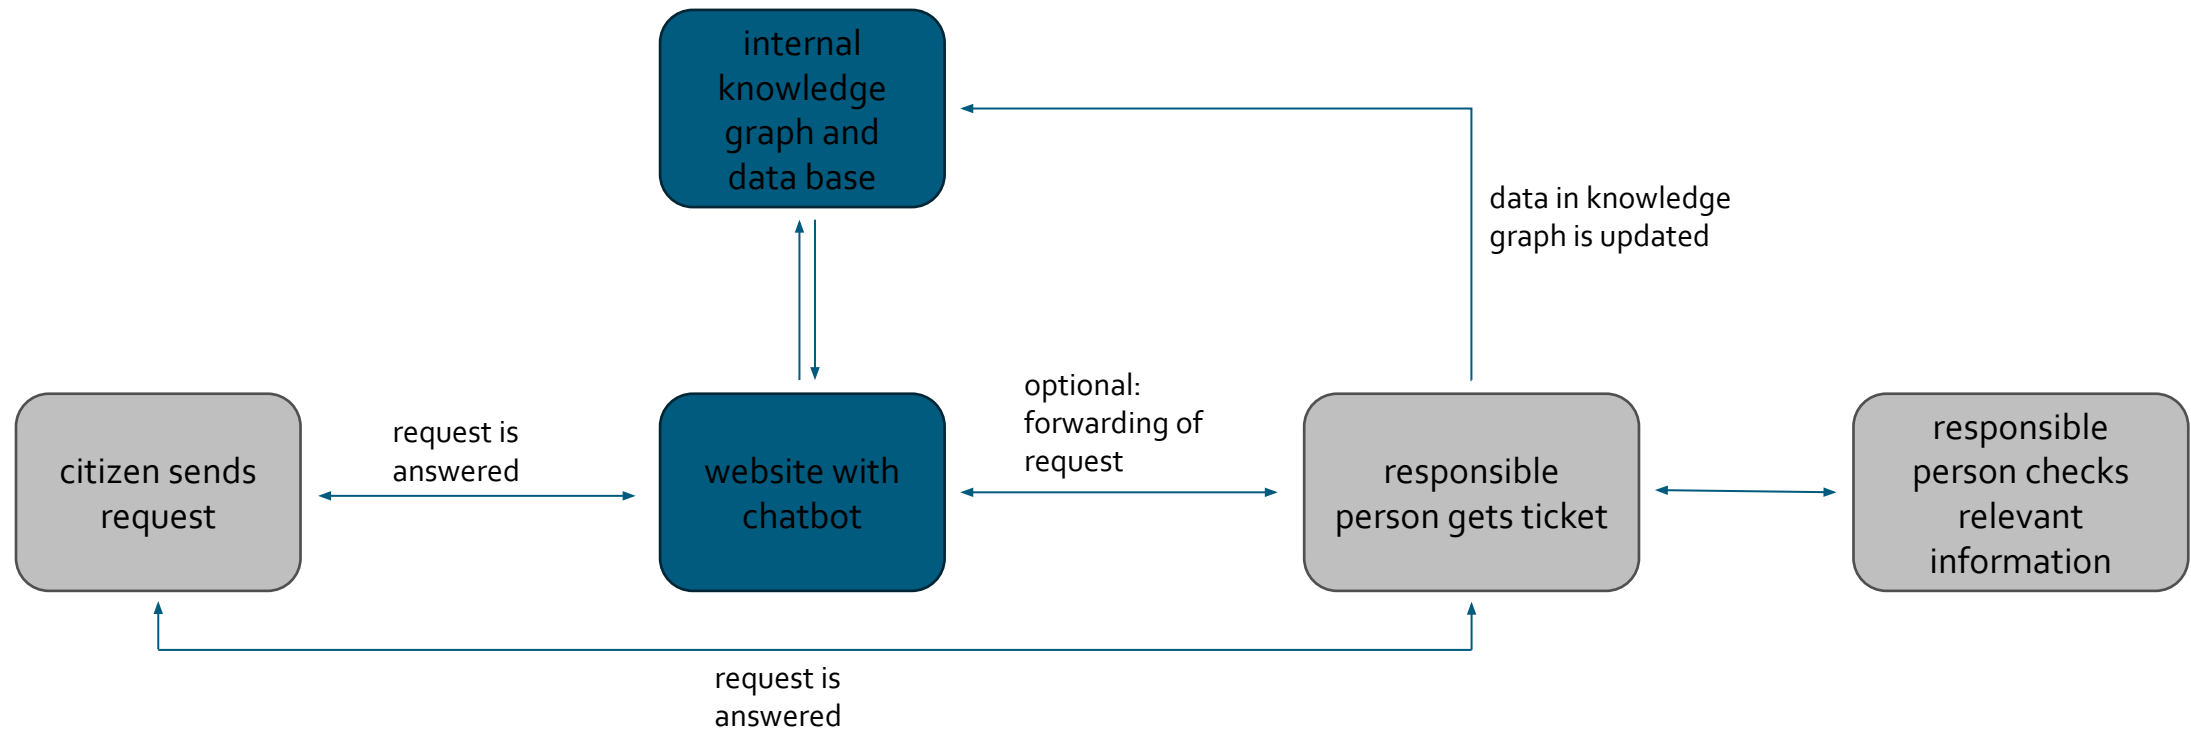 internal
knowledge
graph and
data base
data in knowledge
graph is updated
citizen sends
request
request is
answered
website with
chatbot
optional:
forwarding of
request
responsible
person gets ticket
responsible
person checks
relevant
information
request is
answered